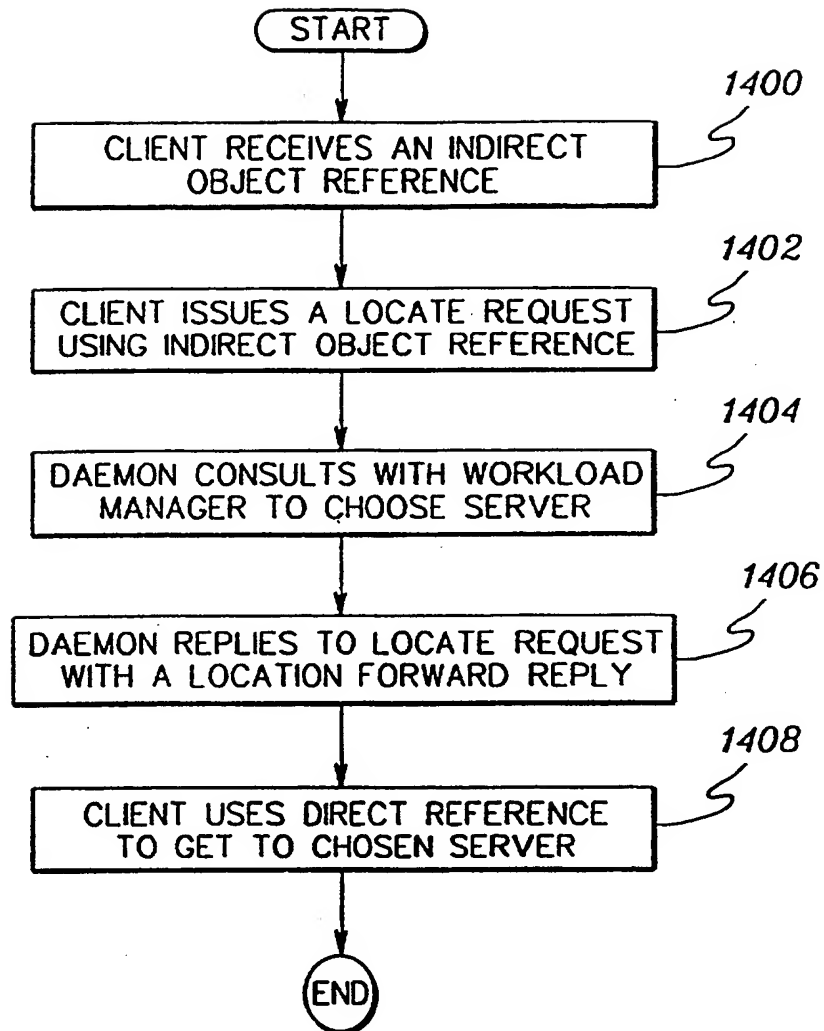 START
1400
CLIENT RECEIVES AN INDIRECT
OBJECT REFERENCE
1402
CLIENT ISSUES A LOCATE REQUEST
USING INDIRECT OBJECT REFERENCE
1404
DAEMON CONSULTS WITH WORKLOAD
MANAGER TO CHOOSE SERVER
1406
DAEMON REPLIES TO LOCATE REQUEST
WITH A LOCATION FORWARD REPLY
1408
CLIENT USES DIRECT REFERENCE
TO GET TO CHOSEN SERVER
END